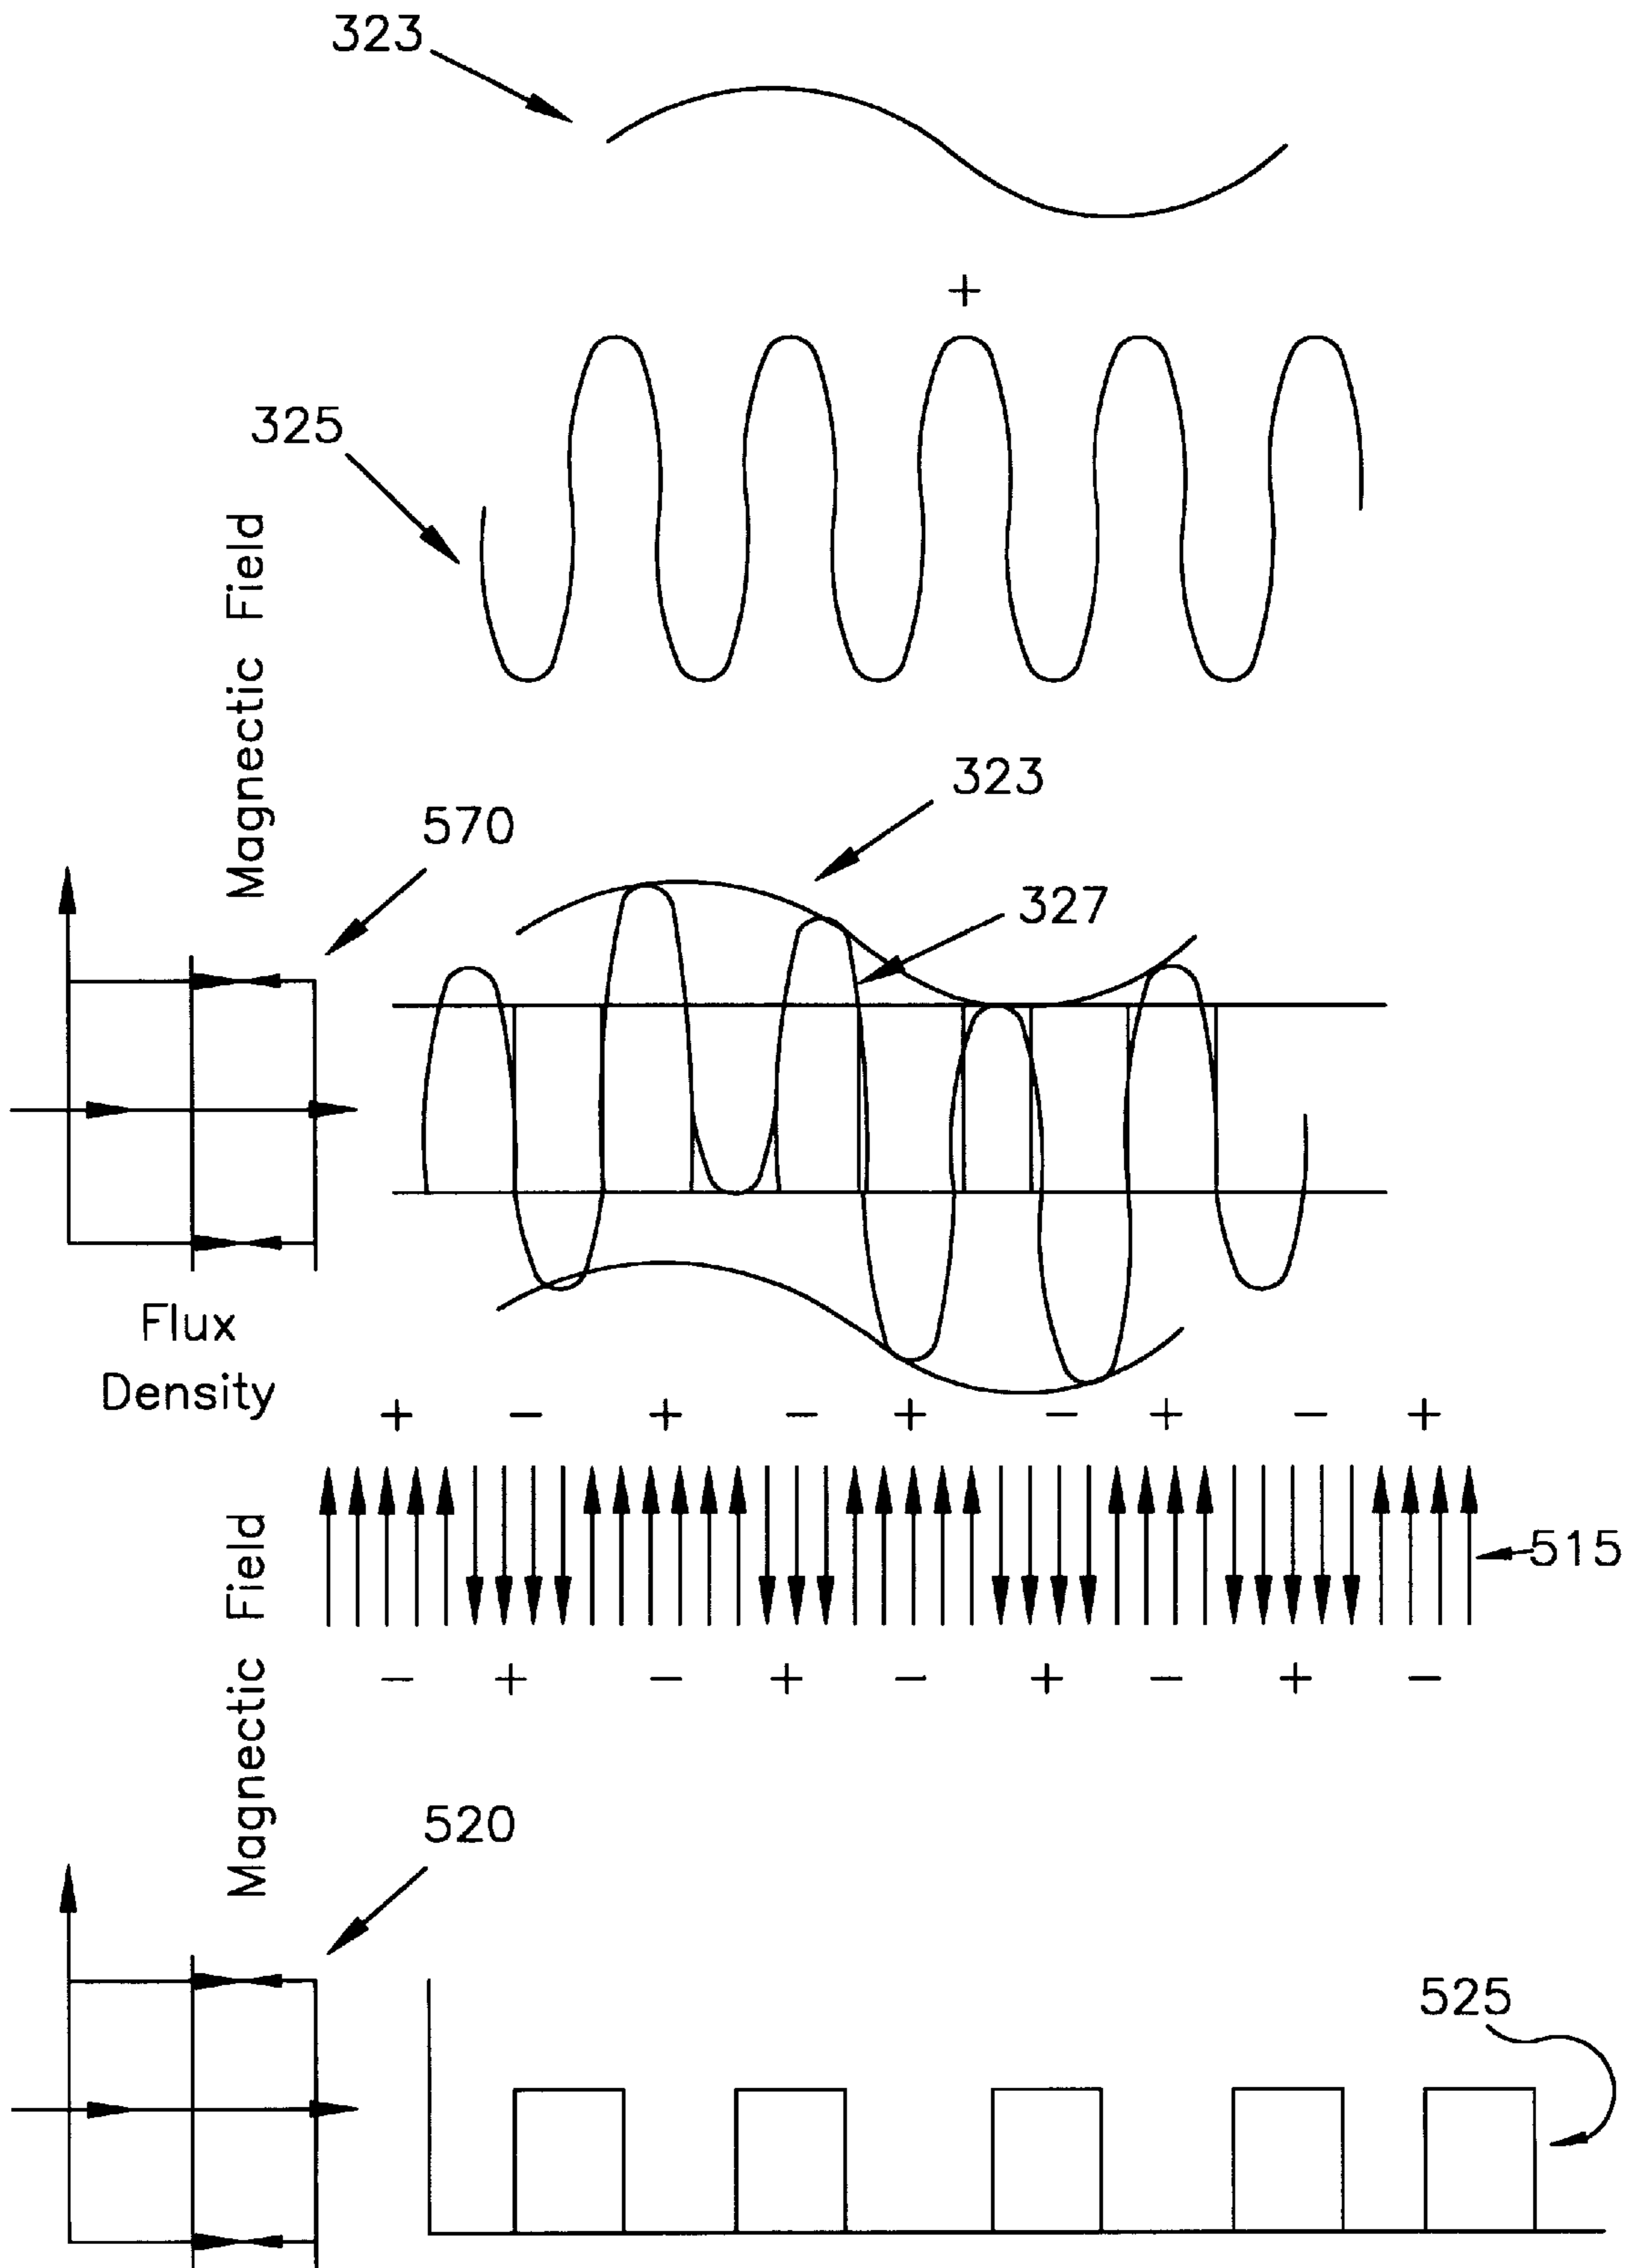 323
+
325
Magnectic Field
323
570
327
Flux
Density
+ − + − + − + − +
515
− + − + − + − + −
Magnectic Field
520
525